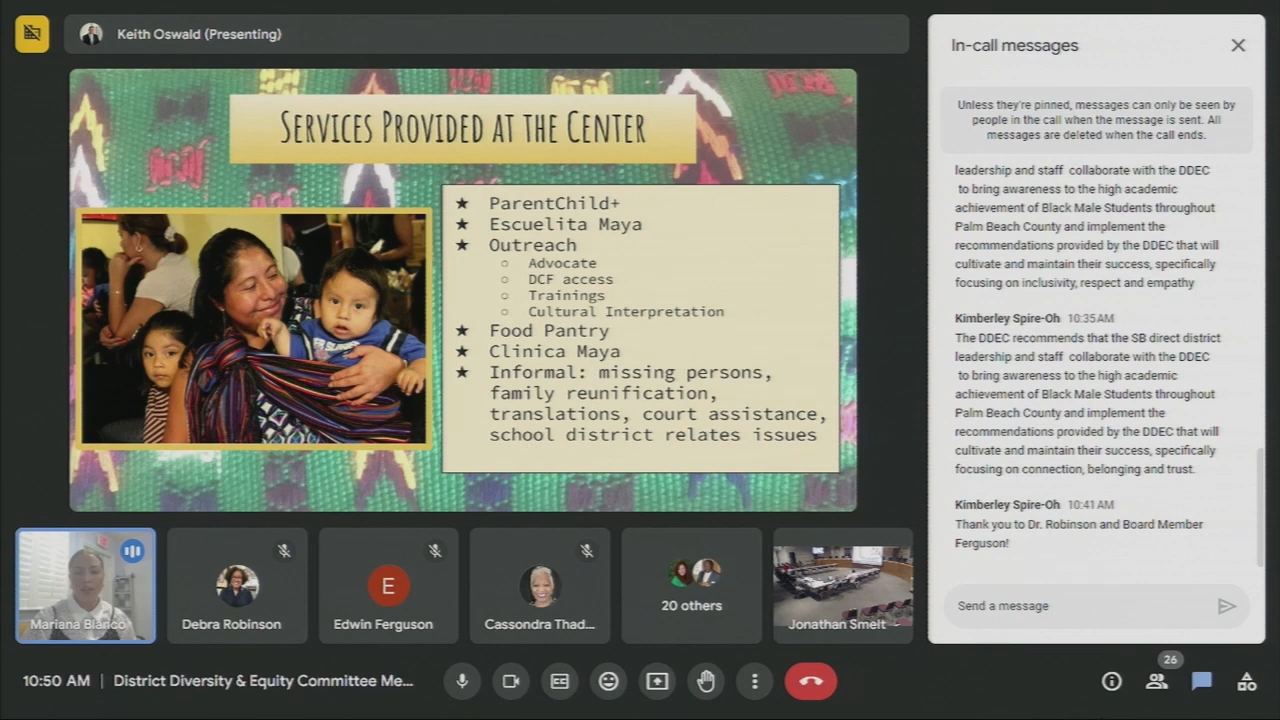 Keith Oswald (Presenting)
SERVICES PROVIDED AT THE CENTER
★ ParentChild+
★ Escuelita Maya
★ Outreach
○ Advocate
○ DCF access
○ Trainings
○ Cultural Interpretation
★ Food Pantry
★ Clinica Maya
★ Informal: missing persons,
family reunification,
translations, court assistance,
school district relates issues
Mariana Blanco
Debra Robinson
E
Edwin Ferguson
Cassondra Thad...
20 others
Jonathan Smelt
10:50 AM | District Diversity & Equity Committee Me...
In-call messages
Unless they're pinned, messages can only be seen by
people in the call when the message is sent. All
messages are deleted when the call ends.
leadership and staff collaborate with the DDEC
to bring awareness to the high academic
achievement of Black Male Students throughout
Palm Beach County and implement the
recommendations provided by the DDEC that will
cultivate and maintain their success, specifically
focusing on inclusivity, respect and empathy
Kimberley Spire-Oh 10:35 AM
The DDEC recommends that the SB direct district
leadership and staff collaborate with the DDEC
to bring awareness to the high academic
achievement of Black Male Students throughout
Palm Beach County and implement the
recommendations provided by the DDEC that will
cultivate and maintain their success, specifically
focusing on connection, belonging and trust.
Kimberley Spire-Oh 10:41 AM
Thank you to Dr. Robinson and Board Member
Ferguson!
Send a message
26